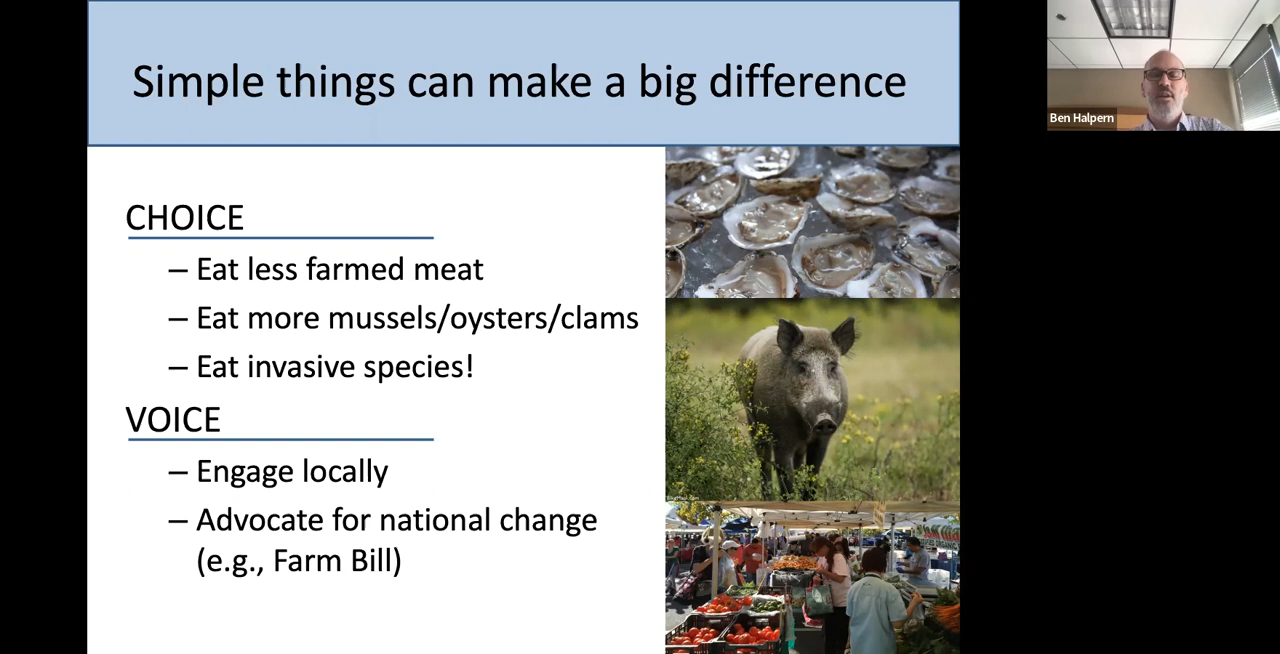 Simple things can make a big difference
Ben Halpern
CHOICE
– Eat less farmed meat
– Eat more mussels/oysters/clams
– Eat invasive species!
VOICE
– Engage locally
– Advocate for national change
(e.g., Farm Bill)